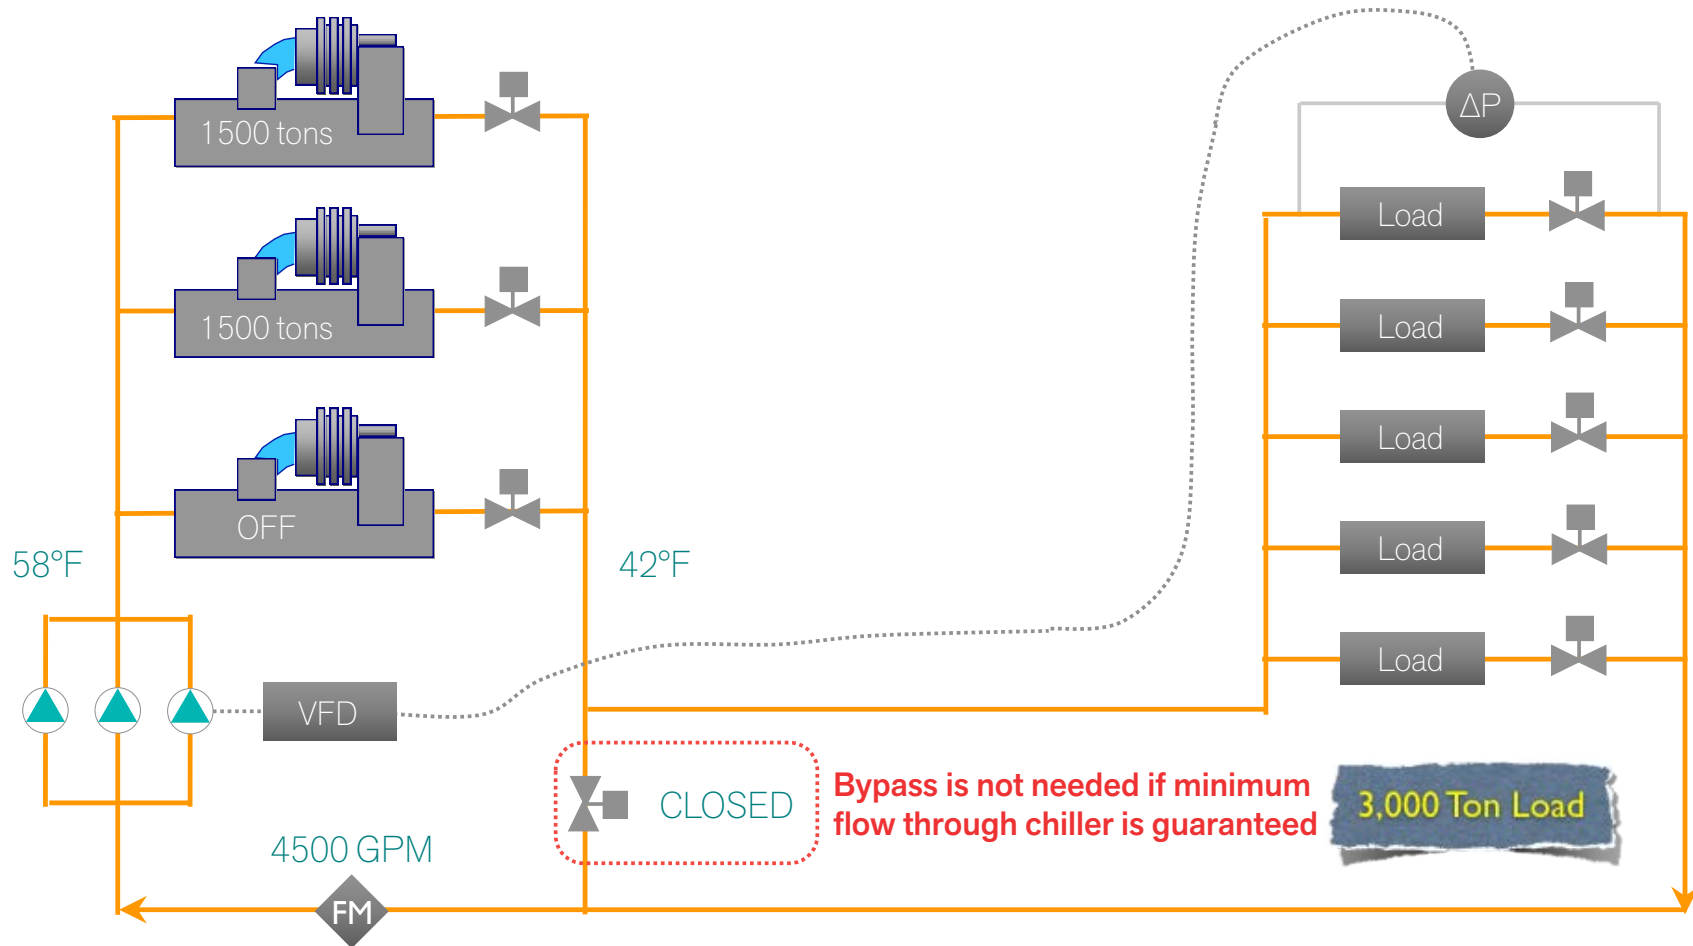 ΔP
1500 tons
Load
1500 tons
Load
Load
OFF
58°F
42°F
Load
Load
VFD
Bypass is not needed if minimum
flow through chiller is guaranteed
CLOSED
3,000 Ton Load
4500 GPM
FM